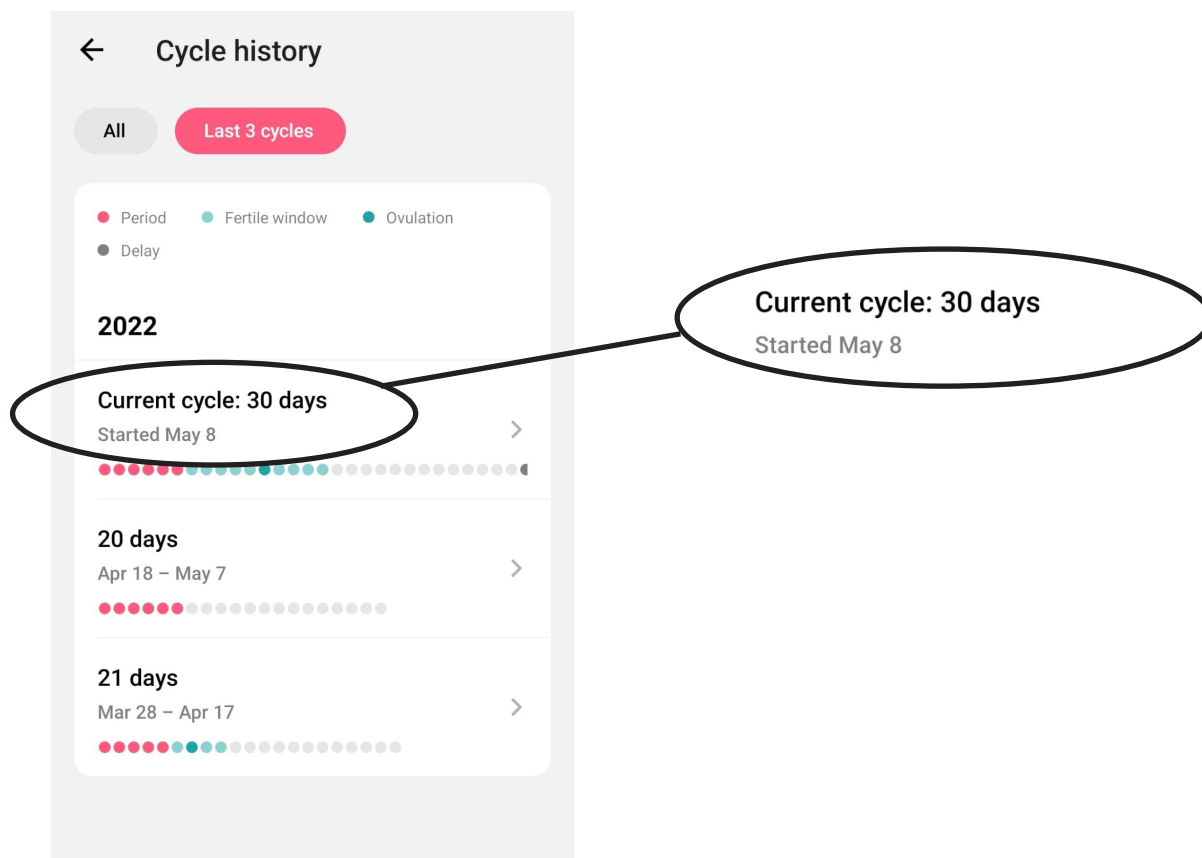 Cycle history
All
Last 3 cycles
Period
Fertile window
Ovulation
Delay
2022
Current cycle: 30 days
Started May 8
20 days
Apr 18 – May 7
21 days
Mar 28 – Apr 17
Current cycle: 30 days
Started May 8